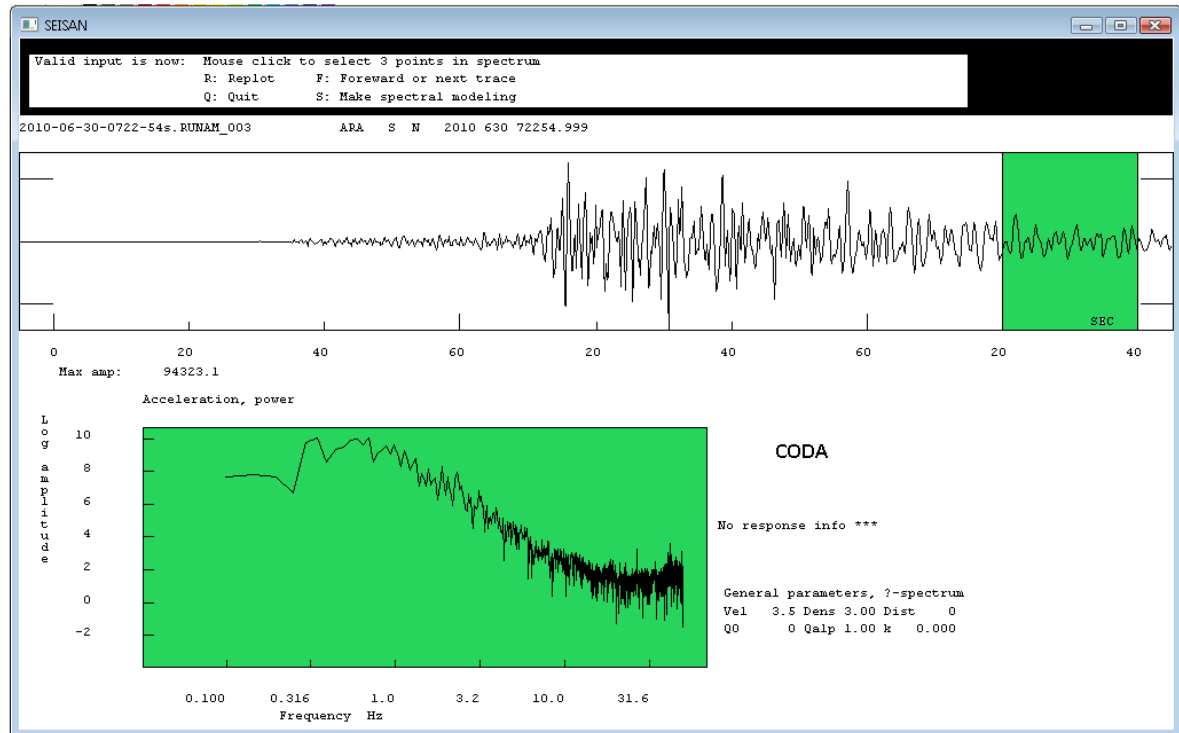 SEISAN
Valid input is now: Mouse click to select 3 points in spectrum
R: Replot F: Foreward or next trace
Q: Quit S: Make spectral modeling
2010-06-30-0722-54s.RUNAM_003 ARA S N 2010 630 72254.999
SEC
0 20 40 60 20 40 60 20 40
Max amp: 94323.1
Acceleration, power
Log amplitude
10
8
6
4
2
0
-2
CODA
No response info ***
General parameters, ?-spectrum
Vel 3.5 Dens 3.00 Dist 0
Q0 0 Qalp 1.00 k 0.000
0.100 0.316 1.0 3.2 10.0 31.6
Frequency Hz